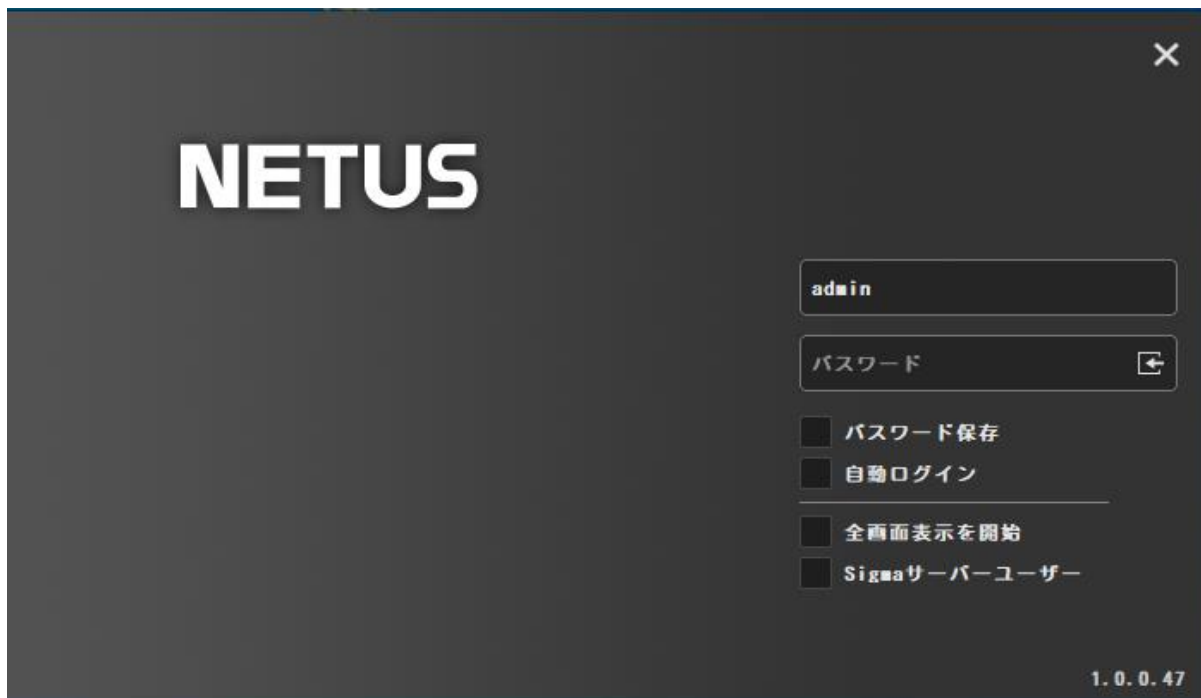 NETUS
admin
パスワード
パスワード保存
自動ログイン
全画面表示を開始
Sigmaサーバーユーザー
1.0.0.47